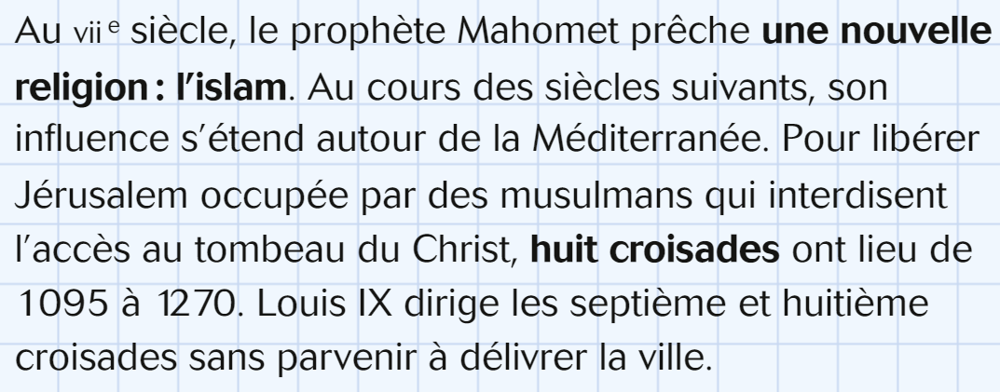 Au viie siècle, le prophète Mahomet prêche une nouvelle
religion : l’islam. Au cours des siècles suivants, son
influence s’étend autour de la Méditerranée. Pour libérer
Jérusalem occupée par des musulmans qui interdisent
l’accès au tombeau du Christ, huit croisades ont lieu de
1095 à 1270. Louis IX dirige les septième et huitième
croisades sans parvenir à délivrer la ville.